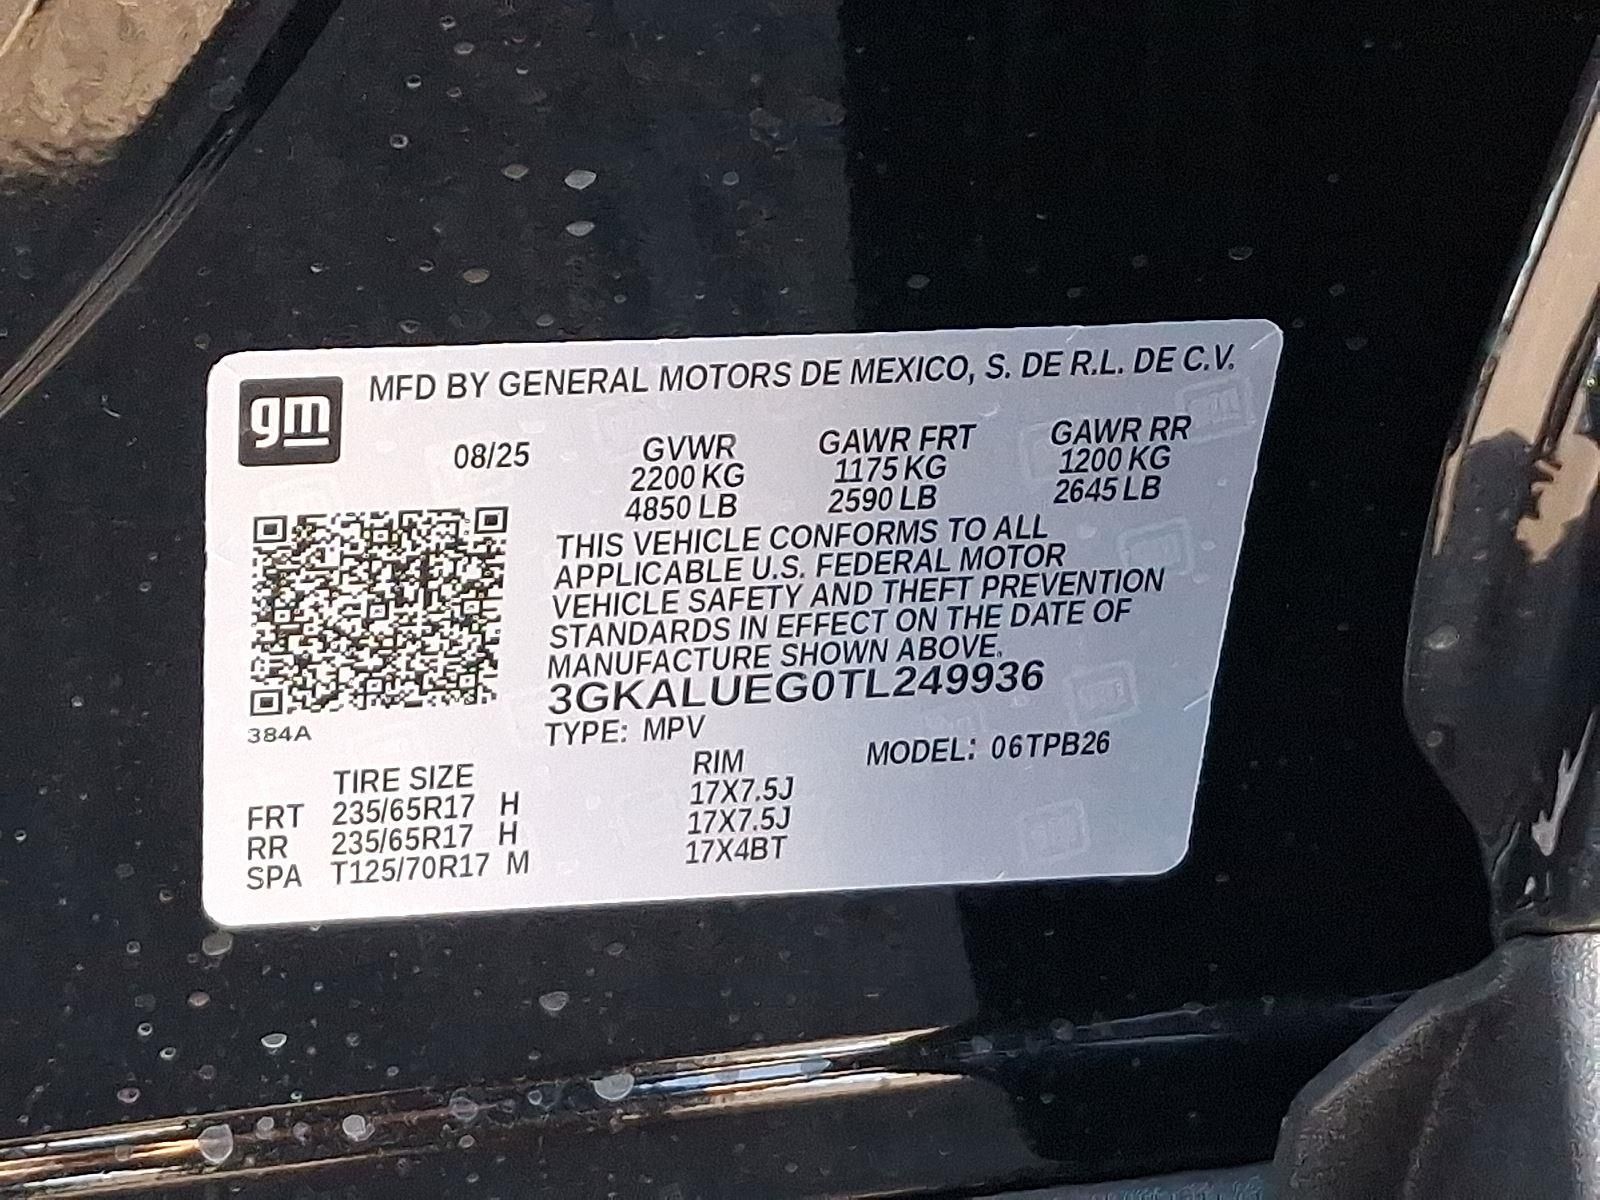 gm
MFD BY GENERAL MOTORS DE MEXICO, S. DE R.L. DE C.V.
08/25 GVWR GAWR FRT GAWR RR
2200 KG 1175 KG 1200 KG
4850 LB 2590 LB 2645 LB
THIS VEHICLE CONFORMS TO ALL
APPLICABLE U.S. FEDERAL MOTOR
VEHICLE SAFETY AND THEFT PREVENTION
STANDARDS IN EFFECT ON THE DATE OF
MANUFACTURE SHOWN ABOVE.
3GKALUEG0TL249936
384A
TYPE: MPV MODEL: 06TPB26
TIRE SIZE RIM
FRT 235/65R17 H 17X7.5J
RR 235/65R17 H 17X7.5J
SPA T125/70R17 M 17X4BT